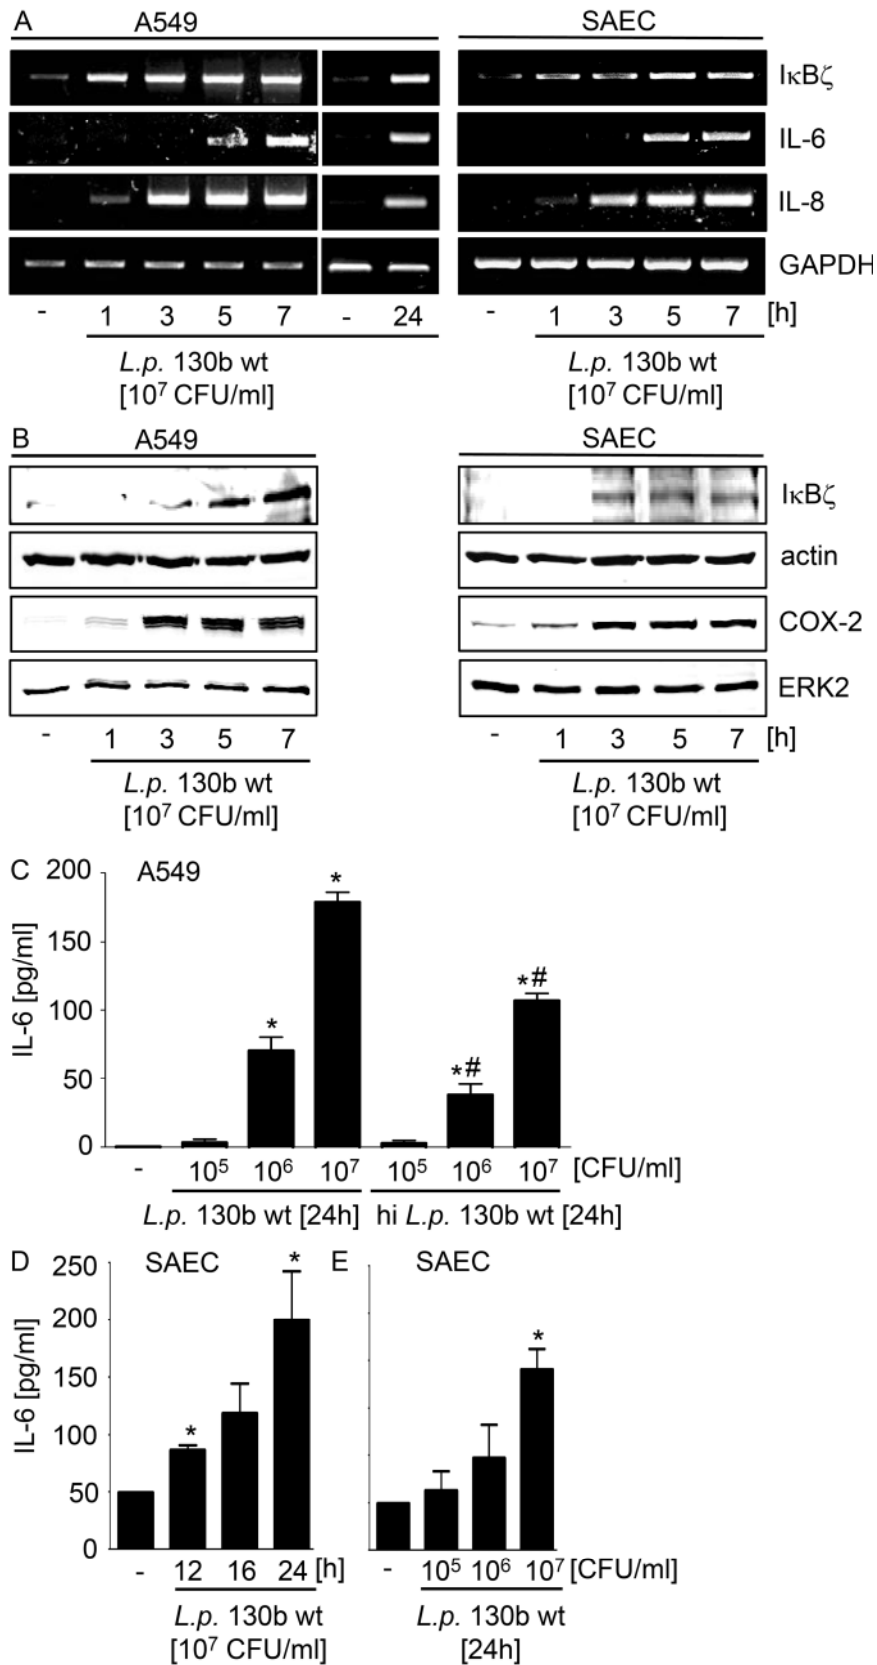 A A549 SAEC
IκBζ
IL-6
IL-8
GAPDH
- 1 3 5 7 - 24 - 1 3 5 7 [h]
L.p. 130b wt L.p. 130b wt
[10⁷ CFU/ml] [10⁷ CFU/ml]
B A549 SAEC
IκBζ
actin
COX-2
ERK2
- 1 3 5 7 - 1 3 5 7 [h]
L.p. 130b wt L.p. 130b wt
[10⁷ CFU/ml] [10⁷ CFU/ml]
C A549
IL-6 [pg/ml]
200
150
100
50
0
* * *# *#
- 10⁵ 10⁶ 10⁷ 10⁵ 10⁶ 10⁷ [CFU/ml]
L.p. 130b wt [24h] hi L.p. 130b wt [24h]
D SAEC
IL-6 [pg/ml]
250
200
150
100
50
0
* *
- 12 16 24 [h]
L.p. 130b wt
[10⁷ CFU/ml]
E SAEC
*
- 10⁵ 10⁶ 10⁷ [CFU/ml]
L.p. 130b wt
[24h]